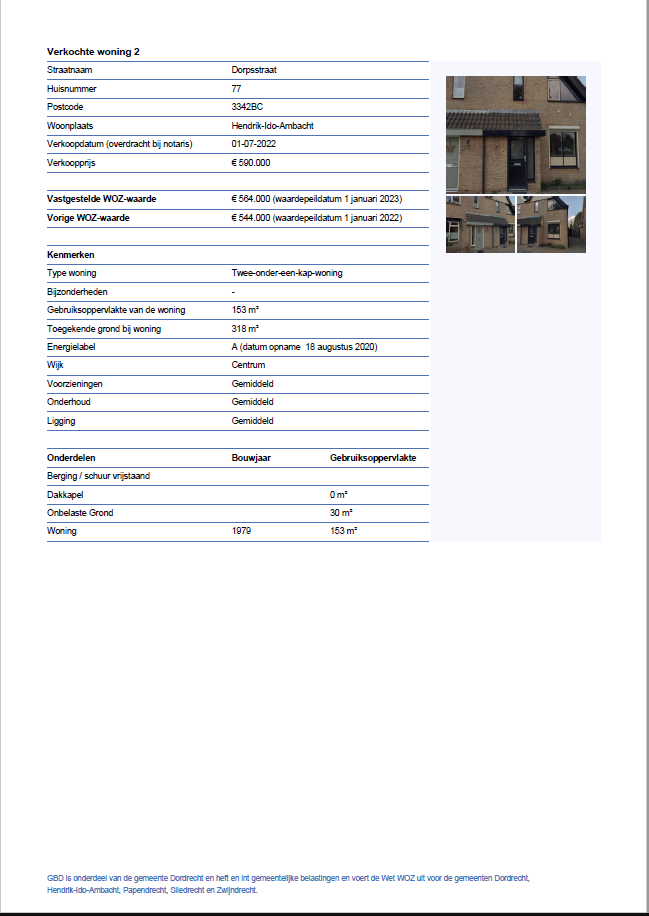 Verkochte woning 2
Straatnaam Dorpsstraat
Huisnummer 77
Postcode 3342BC
Woonplaats Hendrik-Ido-Ambacht
Verkoopdatum (overdracht bij notaris) 01-07-2022
Verkoopprijs € 590.000
Vastgestelde WOZ-waarde € 564.000 (waardepeildatum 1 januari 2023)
Vorige WOZ-waarde € 544.000 (waardepeildatum 1 januari 2022)
Kenmerken
Type woning Twee-onder-een-kap-woning
Bijzonderheden -
Gebruiksoppervlakte van de woning 153 m²
Toegekende grond bij woning 318 m²
Energielabel A (datum opname 18 augustus 2020)
Wijk Centrum
Voorzieningen Gemiddeld
Onderhoud Gemiddeld
Ligging Gemiddeld
Onderdelen Bouwjaar Gebruiksoppervlakte
Berging / schuur vrijstaand
Dakkapel 0 m²
Onbelaste Grond 30 m²
Woning 1979 153 m²
GBD is onderdeel van de gemeente Dordrecht en heft en int gemeentelijke belastingen en voert de Wet WOZ uit voor de gemeenten Dordrecht,
Hendrik-Ido-Ambacht, Papendrecht, Sliedrecht en Zwijndrecht.